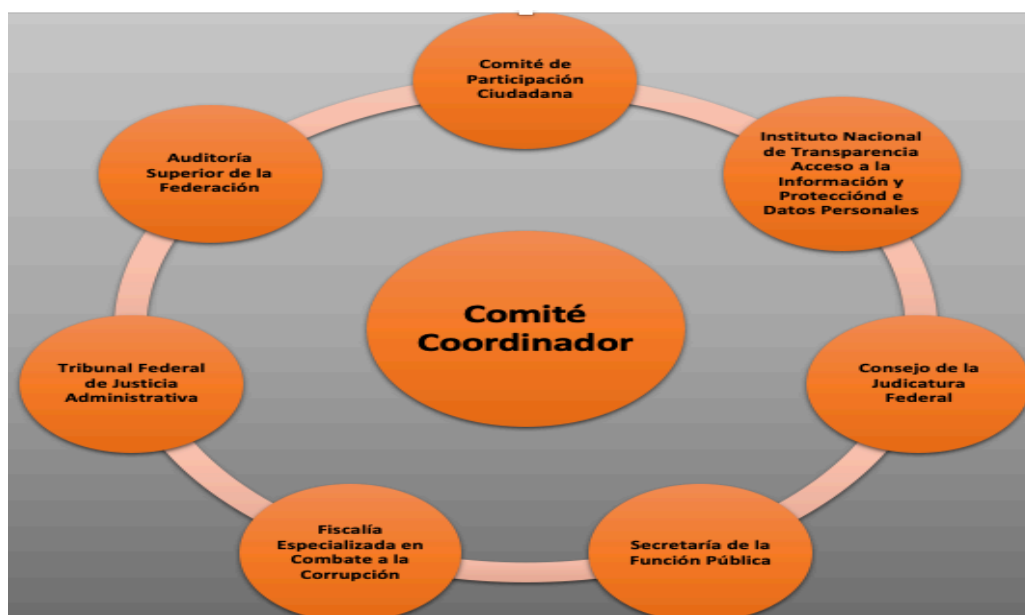 Comité de
Participación
Ciudadana
Instituto Nacional
de Transparencia
Acceso a la
Información y
Protecciónd e
Datos Personales
Auditoría
Superior de la
Federación
Comité
Coordinador
Tribunal Federal
de Justicia
Administrativa
Consejo de la
Judicatura
Federal
Fiscalía
Especializada en
Combate a la
Corrupción
Secretaría de la
Función Pública